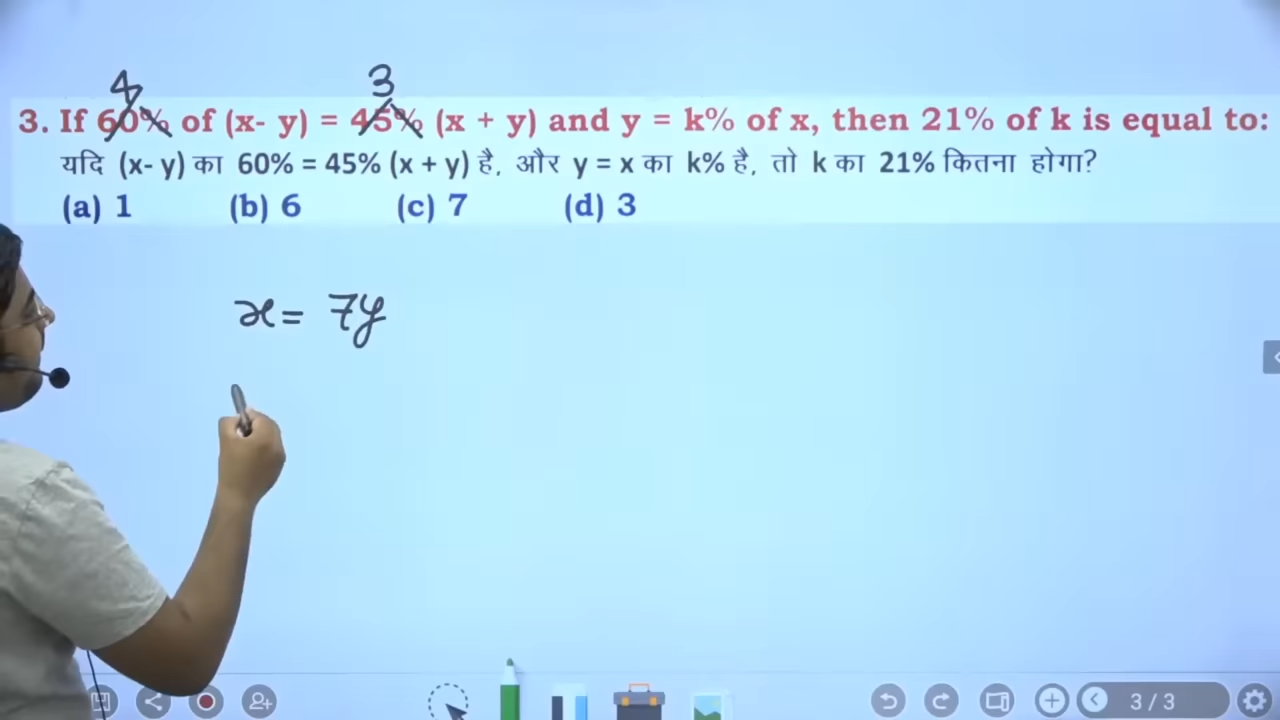 4 3
3. If 60% of (x- y) = 45% (x + y) and y = k% of x, then 21% of k is equal to:
यदि (x- y) का 60% = 45% (x + y) है, और y = x का k% है, तो k का 21% कितना होगा?
(a) 1 (b) 6 (c) 7 (d) 3
x = 7y
3 / 3